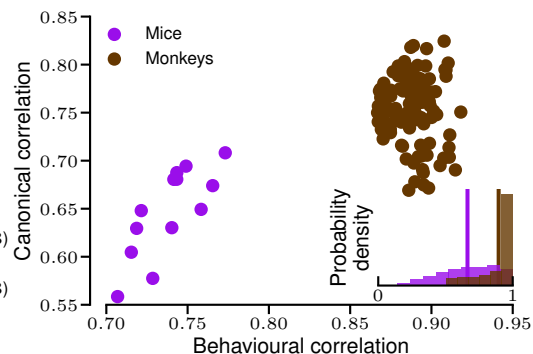 0.85
Mice
Monkeys
0.80
0.75
0.70
0.65
0.60
0.55
Canonical correlation
s)
s)
Probability
density
0
1
0.70
0.75
0.80
0.85
0.90
0.95
Behavioural correlation